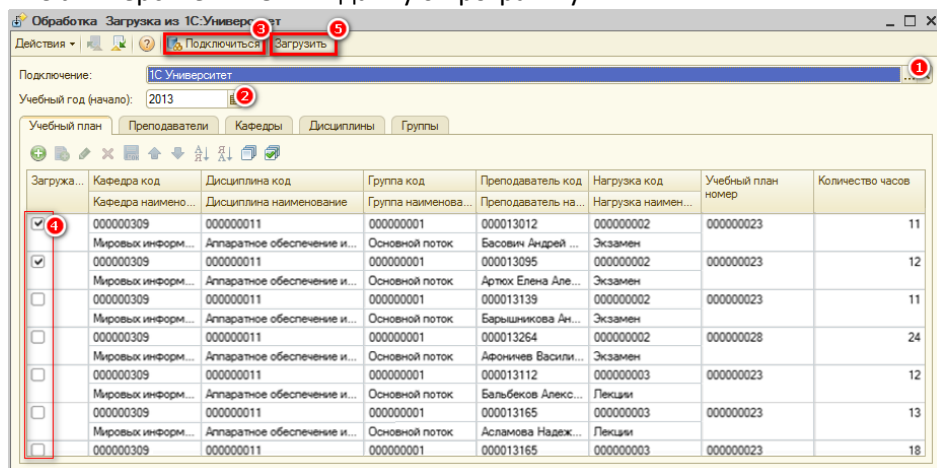 Обработка Загрузка из 1С:Университет
Действия Подключиться Загрузить
3 5
Подключение: 1С Университет ... 1
Учебный год (начало): 2013 2
Учебный план Преподаватели Кафедры Дисциплины Группы
Загружа... Кафедра код Дисциплина код Группа код Преподаватель код Нагрузка код Учебный план номер Количество часов
Кафедра наимено... Дисциплина наименование Группа наименова... Преподаватель на... Нагрузка наимен...
4
000000309 000000011 000000001 000013012 000000002 000000023 11
Мировых информ... Аппаратное обеспечение и... Основной поток Басович Андрей ... Экзамен
000000309 000000011 000000001 000013095 000000002 000000023 12
Мировых информ... Аппаратное обеспечение и... Основной поток Артюх Елена Але... Экзамен
000000309 000000011 000000001 000013139 000000002 000000023 11
Мировых информ... Аппаратное обеспечение и... Основной поток Барышникова Ан... Экзамен
000000309 000000011 000000001 000013264 000000002 000000028 24
Мировых информ... Аппаратное обеспечение и... Основной поток Афоничев Васили... Экзамен
000000309 000000011 000000001 000013112 000000003 000000023 12
Мировых информ... Аппаратное обеспечение и... Основной поток Бальбеков Алекс... Лекции
000000309 000000011 000000001 000013165 000000003 000000023 13
Мировых информ... Аппаратное обеспечение и... Основной поток Асламова Надеж... Лекции
000000309 000000011 000000001 000013165 000000003 000000023 18